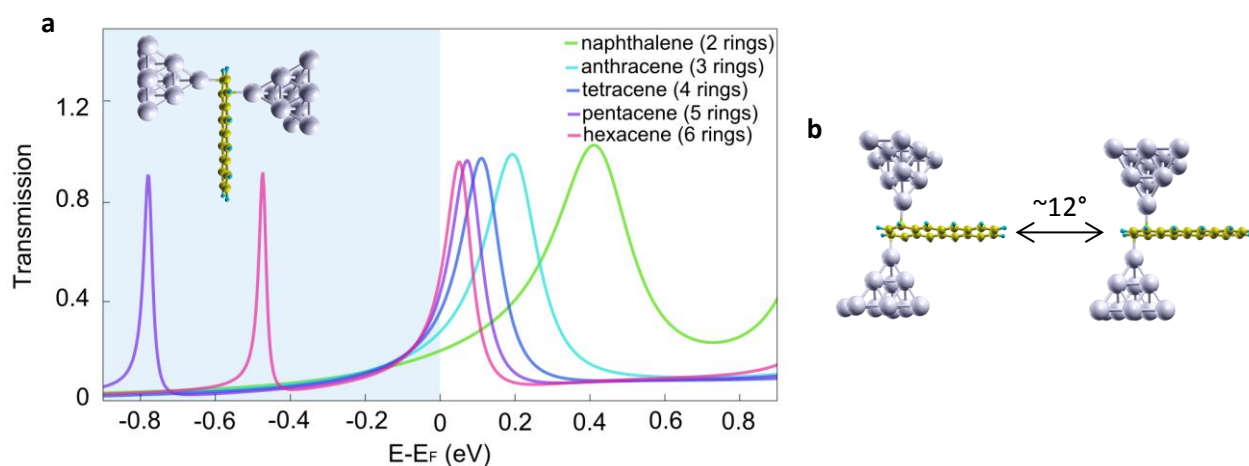 a
naphthalene (2 rings)
anthracene (3 rings)
tetracene (4 rings)
pentacene (5 rings)
hexacene (6 rings)
Transmission
1.2
0.8
0.4
0
-0.8 -0.6 -0.4 -0.2 0 0.2 0.4 0.6 0.8
E-EF (eV)
b
~12°